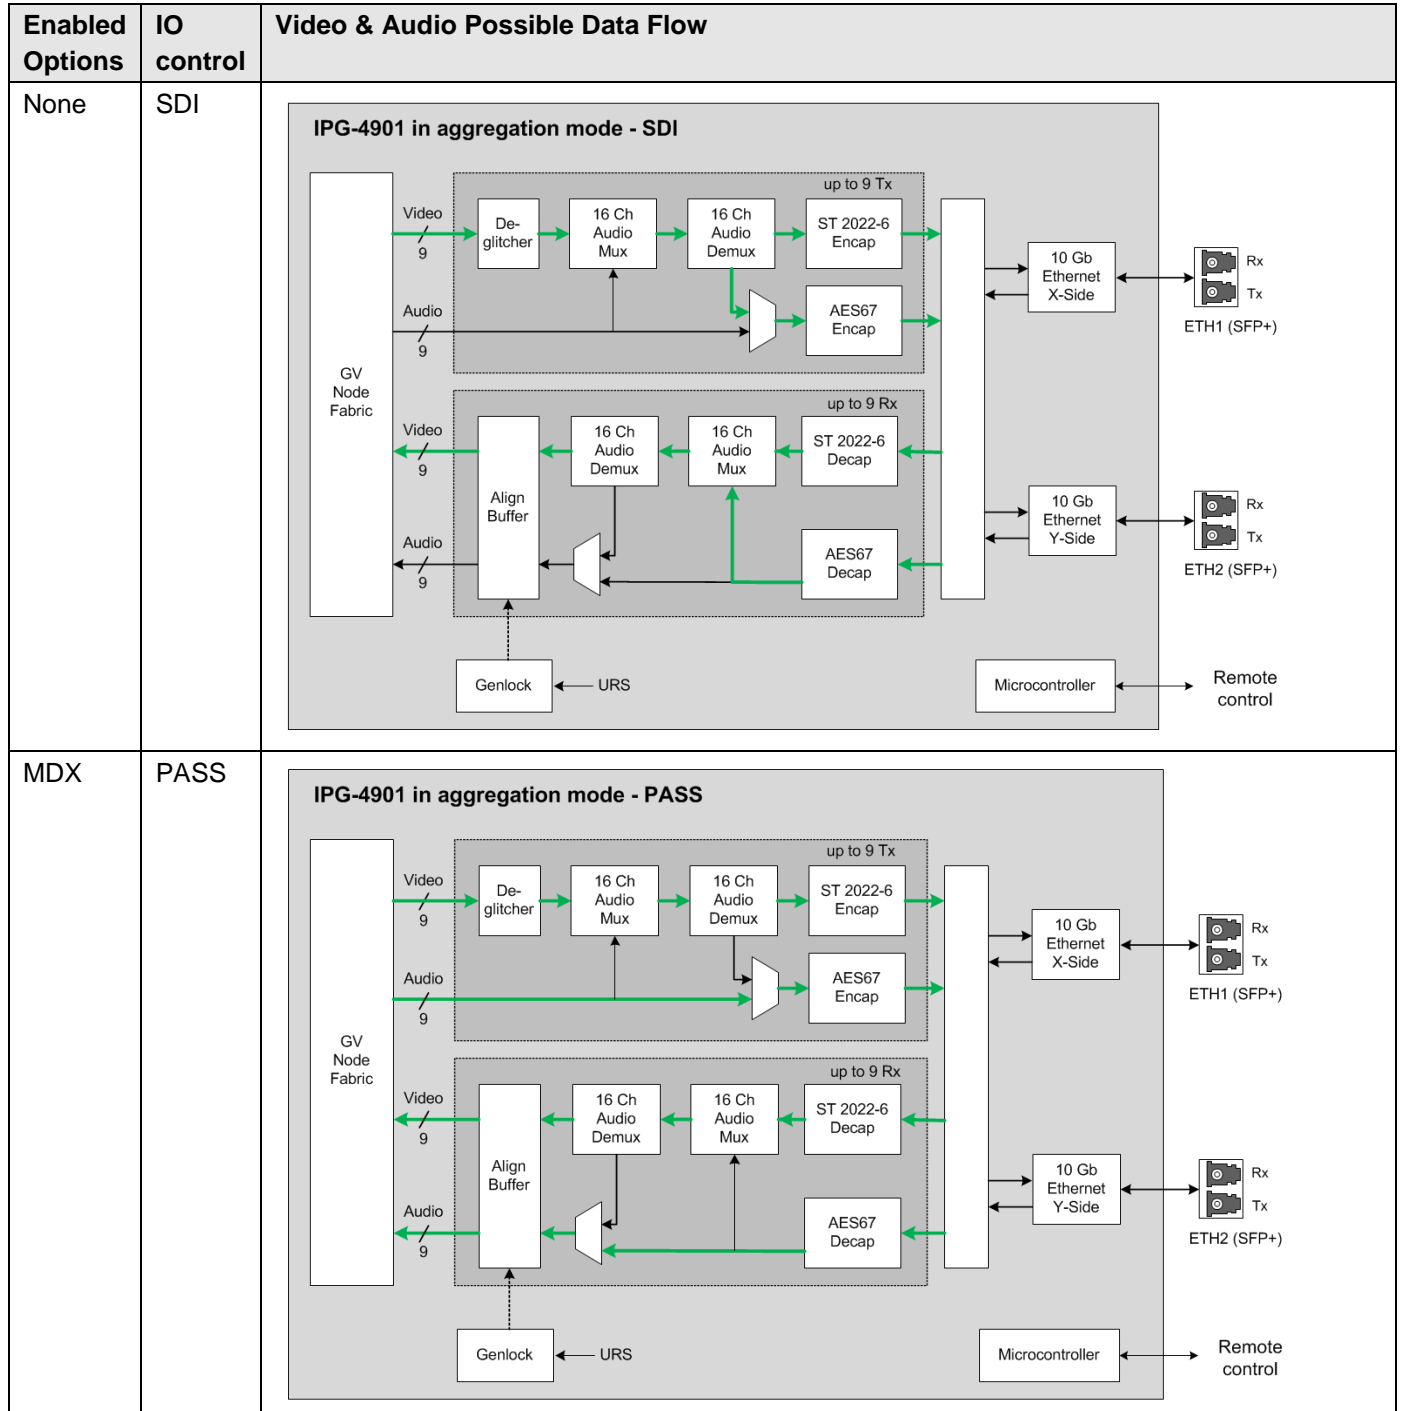 Enabled Options
IO control
Video & Audio Possible Data Flow
None
SDI
IPG-4901 in aggregation mode - SDI
up to 9 Tx
Video
9
De-
glitcher
16 Ch
Audio
Mux
16 Ch
Audio
Demux
ST 2022-6
Encap
Audio
9
AES67
Encap
GV
Node
Fabric
10 Gb
Ethernet
X-Side
Rx
Tx
ETH1 (SFP+)
up to 9 Rx
Video
9
Align
Buffer
16 Ch
Audio
Demux
16 Ch
Audio
Mux
ST 2022-6
Decap
Audio
9
AES67
Decap
10 Gb
Ethernet
Y-Side
Rx
Tx
ETH2 (SFP+)
Genlock
URS
Microcontroller
Remote
control
MDX
PASS
IPG-4901 in aggregation mode - PASS
up to 9 Tx
Video
9
De-
glitcher
16 Ch
Audio
Mux
16 Ch
Audio
Demux
ST 2022-6
Encap
Audio
9
AES67
Encap
GV
Node
Fabric
10 Gb
Ethernet
X-Side
Rx
Tx
ETH1 (SFP+)
up to 9 Rx
Video
9
Align
Buffer
16 Ch
Audio
Demux
16 Ch
Audio
Mux
ST 2022-6
Decap
Audio
9
AES67
Decap
10 Gb
Ethernet
Y-Side
Rx
Tx
ETH2 (SFP+)
Genlock
URS
Microcontroller
Remote
control